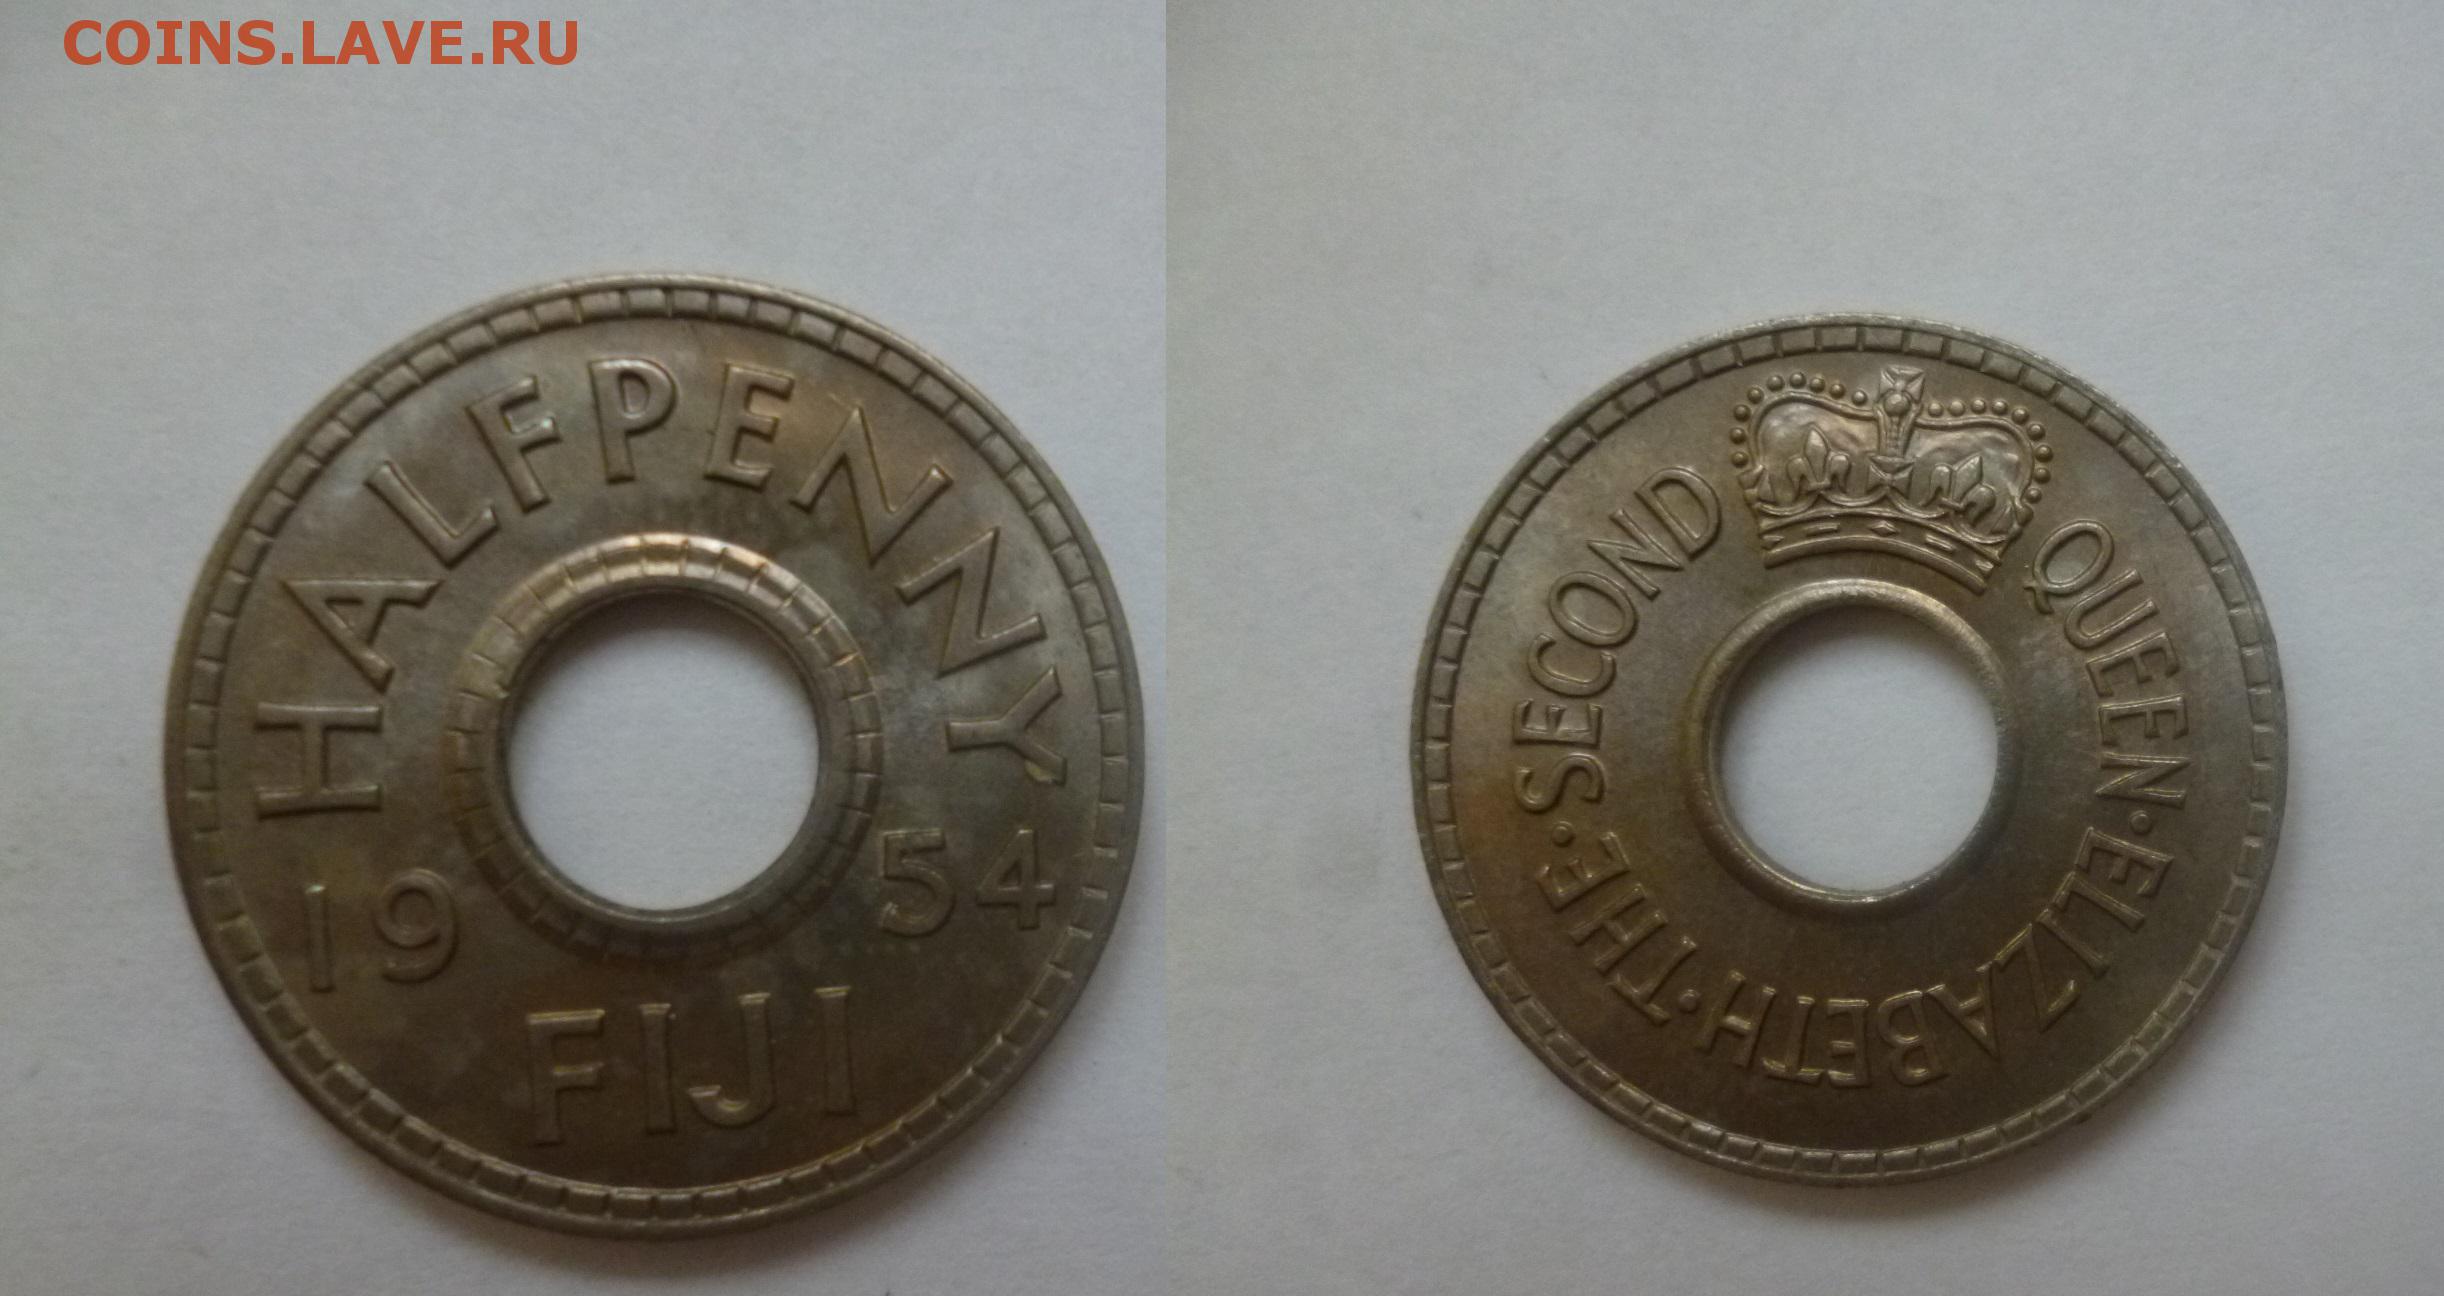 COINS.LAVE.RU
HALFPENNY
1954
FIJI
QUEEN·ELIZABETH·THE·SECOND